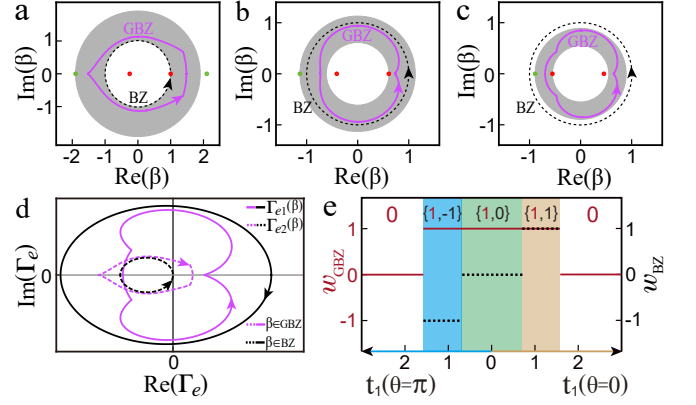 a
GBZ
BZ
Im(β)
1
0
-1
-2 -1 0 1 2
Re(β)
b
GBZ
BZ
Im(β)
1
0
-1
-1 0 1
Re(β)
c
GBZ
BZ
Im(β)
1
0
-1
-1 0 1
Re(β)
d
Γe1(β)
Γe2(β)
Im(Γe)
0
β∈GBZ
β∈BZ
0
Re(Γe)
e
0 {1,-1} {1,0} {1,1} 0
wGBZ
1
0
-1
1
0
-1
wBZ
2 1 0 1 2
t1(θ=π) t1(θ=0)